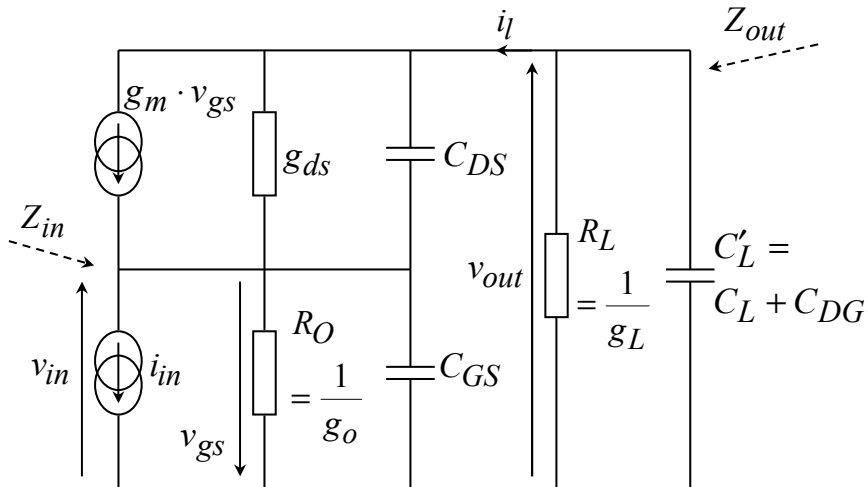 i_l
Z_out
g_m · v_gs
g_ds
C_DS
Z_in
R_L
= 1/g_L
C′_L =
C_L + C_DG
v_out
R_O
= 1/g_o
C_GS
v_in
i_in
v_gs